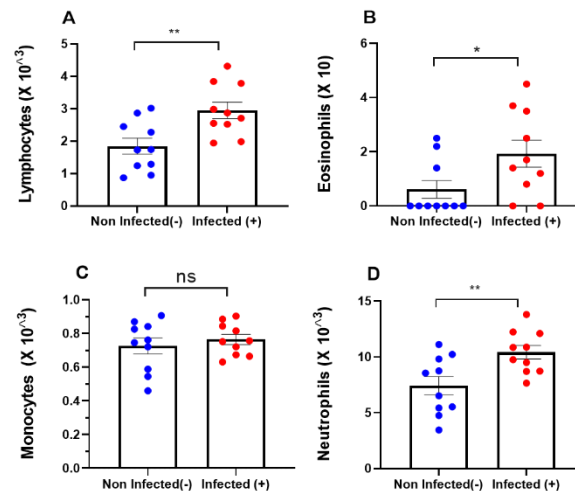 A
**
Lymphocytes (X 10^3)
5
4
3
2
1
0
Non Infected(-) Infected (+)
B
*
Eosinophils (X 10)
6
4
2
0
Non Infected(-) Infected (+)
C
ns
Monocytes (X 10^3)
1.0
0.8
0.6
0.4
0.2
0.0
Non Infected(-) Infected (+)
D
**
Neutrophils (X 10^3)
15
10
5
0
Non Infected(-) Infected (+)